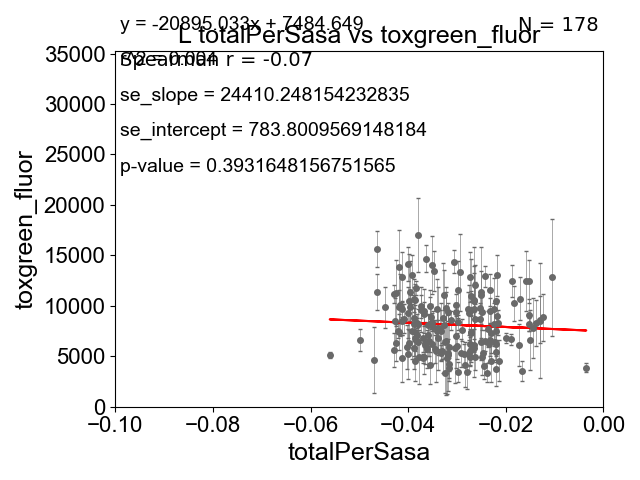 y = -20895.033x + 7484.649
N = 178
L totalPerSasa vs toxgreen_fluor
r^2 = 0.004
Spearman r = -0.07
se_slope = 24410.248154232835
se_intercept = 783.8009569148184
p-value = 0.3931648156751565
toxgreen_fluor
35000
30000
25000
20000
15000
10000
5000
0
−0.10
−0.08
−0.06
−0.04
−0.02
0.00
totalPerSasa